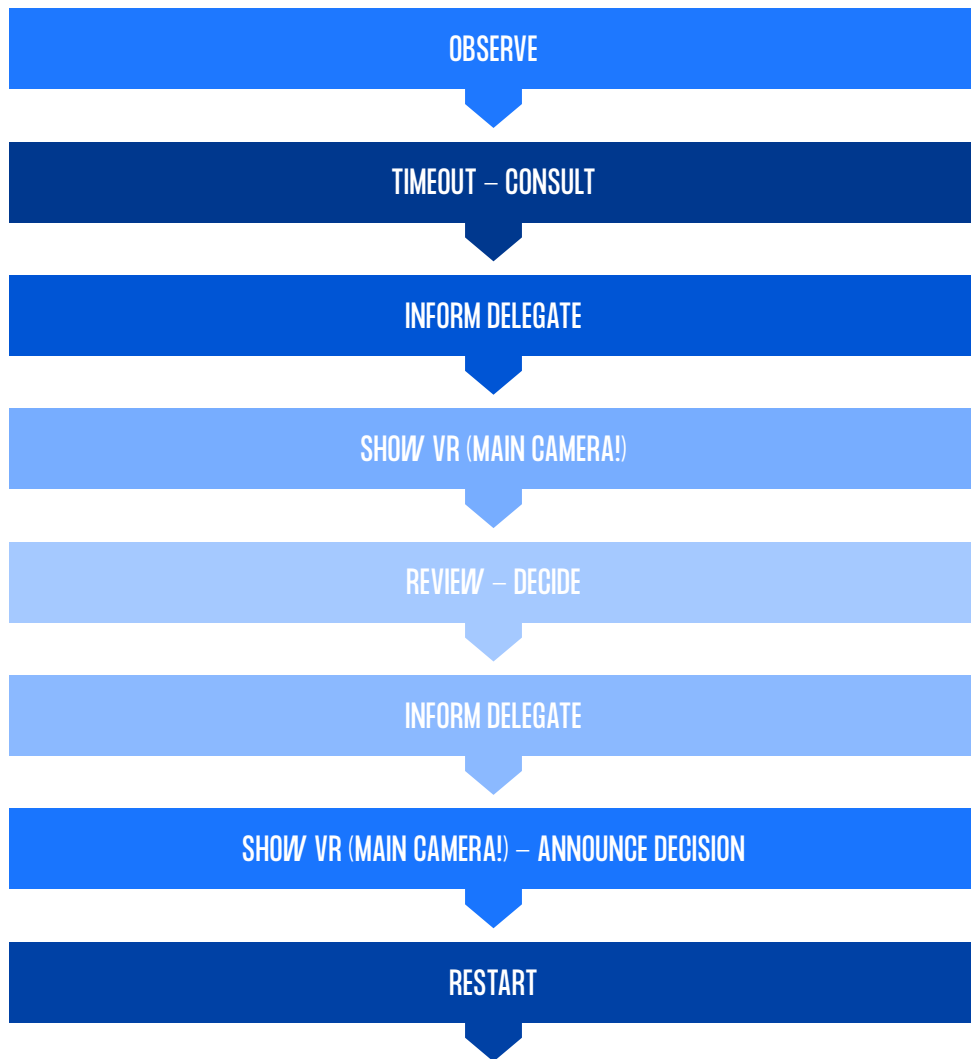 OBSERVE
TIMEOUT – CONSULT
INFORM DELEGATE
SHOW VR (MAIN CAMERA!)
REVIEW – DECIDE
INFORM DELEGATE
SHOW VR (MAIN CAMERA!) – ANNOUNCE DECISION
RESTART